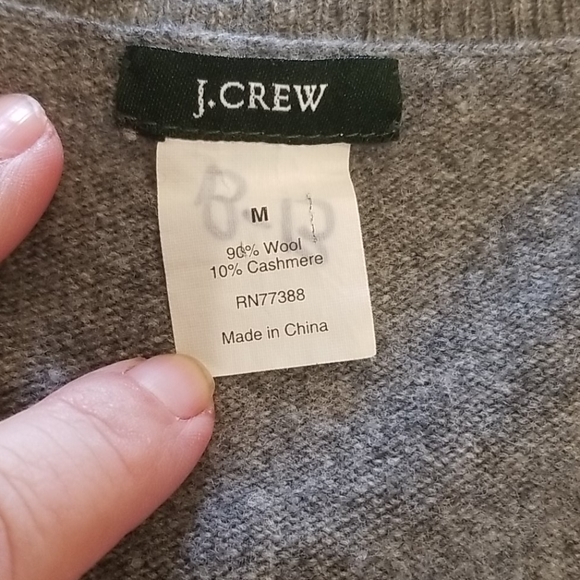 J.CREW
M
90% Wool
10% Cashmere
RN77388
Made in China